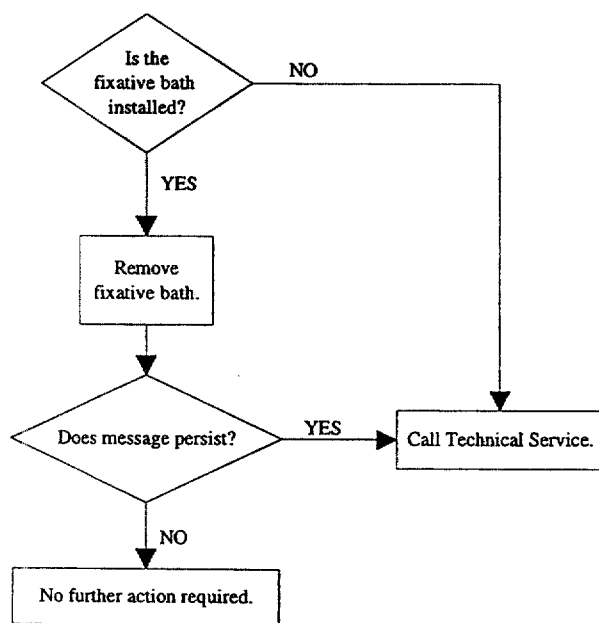 Is the
fixative bath
installed?
NO
YES
Remove
fixative bath.
Does message persist?
YES
Call Technical Service.
NO
No further action required.